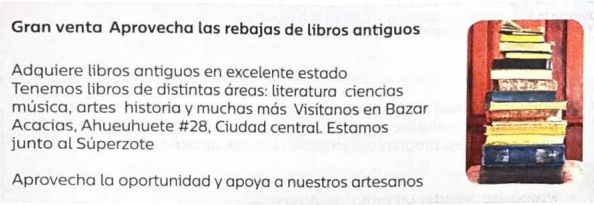 Gran venta Aprovecha las rebajas de libros antiguos
Adquiere libros antiguos en excelente estado
Tenemos libros de distintas áreas: literatura ciencias
música, artes historia y muchas más Visítanos en Bazar
Acacias, Ahueuhuete #28, Ciudad central. Estamos
junto al Súperzote
Aprovecha la oportunidad y apoya a nuestros artesanos